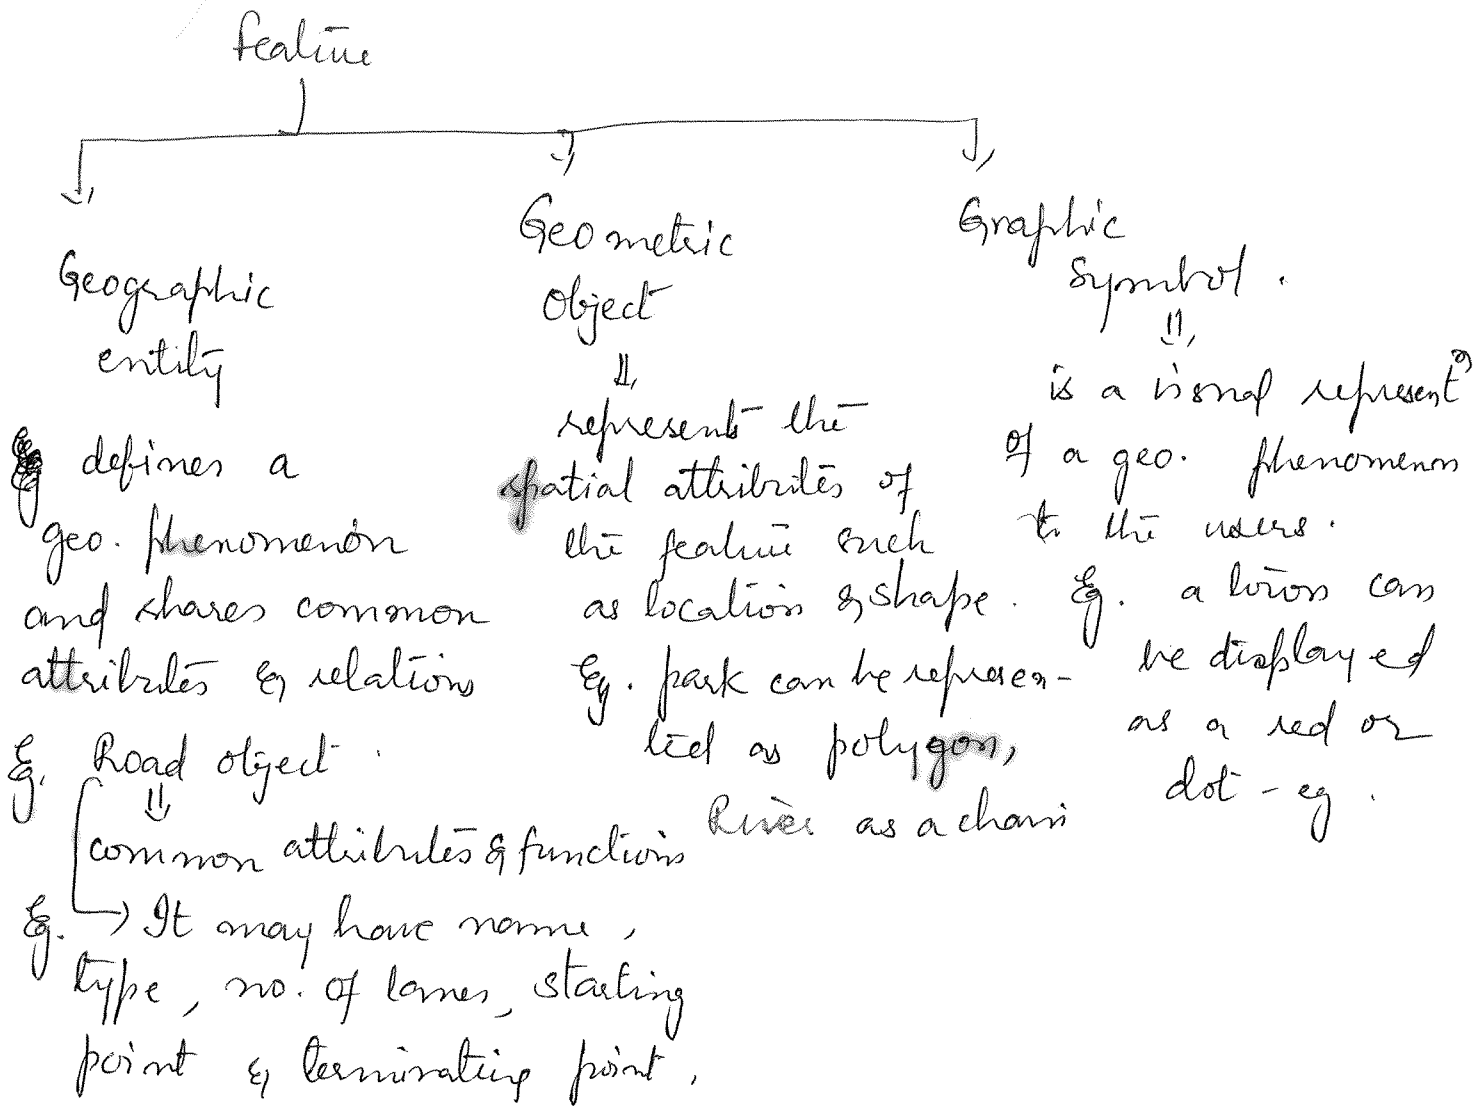 Feature
Geographic
entity
defines a
geo. phenomenon
and shares common
attributes & relations
Eg. Road object.
common attributes & functions
Eg. → It may have name,
type, no. of lanes, starting
point & terminating point.
Geometric
Object
represents the
spatial attributes of
the feature such
as location & shape.
Eg. park can be represen-
ted as polygon,
River as a chain
Graphic
Symbol.
is a visual representn
of a geo. phenomenon
to the users.
Eg. a town can
be displayed
as a red or
dot - eg.